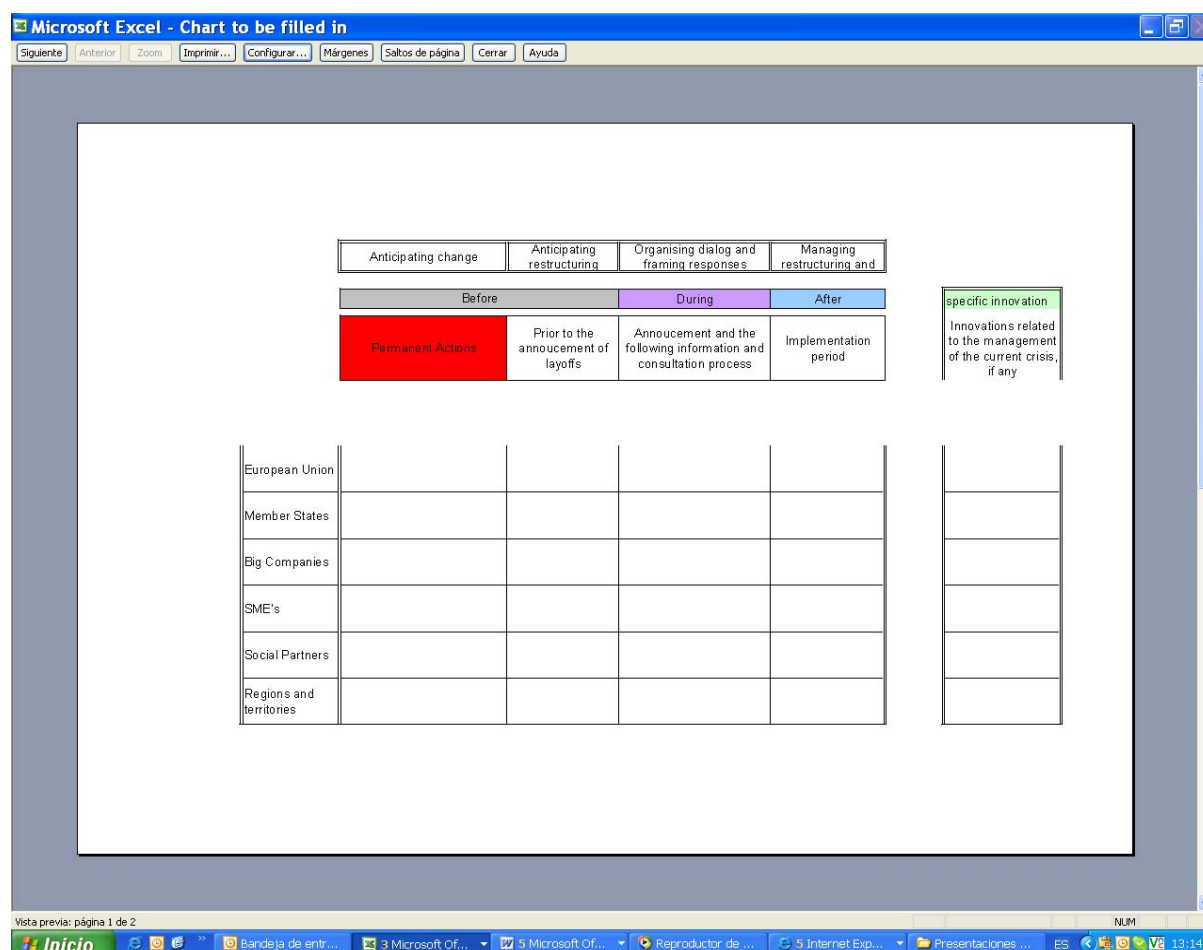 Microsoft Excel - Chart to be filled in
Siguiente Anterior Zoom Imprimir... Configurar... Márgenes Saltos de página Cerrar Ayuda
Anticipating change
Anticipating
restructuring
Organising dialog and
framing responses
Managing
restructuring and
Before
During
After
specific innovation
Permanent Actions
Prior to the
annoucement of
layoffs
Annoucement and the
following information and
consultation process
Implementation
period
Innovations related
to the management
of the current crisis,
if any
European Union
Member States
Big Companies
SME's
Social Partners
Regions and
territories
Vista previa: página 1 de 2
NUM
Inicio
Bandeja de entr...
3 Microsoft Of...
5 Microsoft Of...
Reproductor de ...
5 Internet Exp...
Presentaciones ...
ES